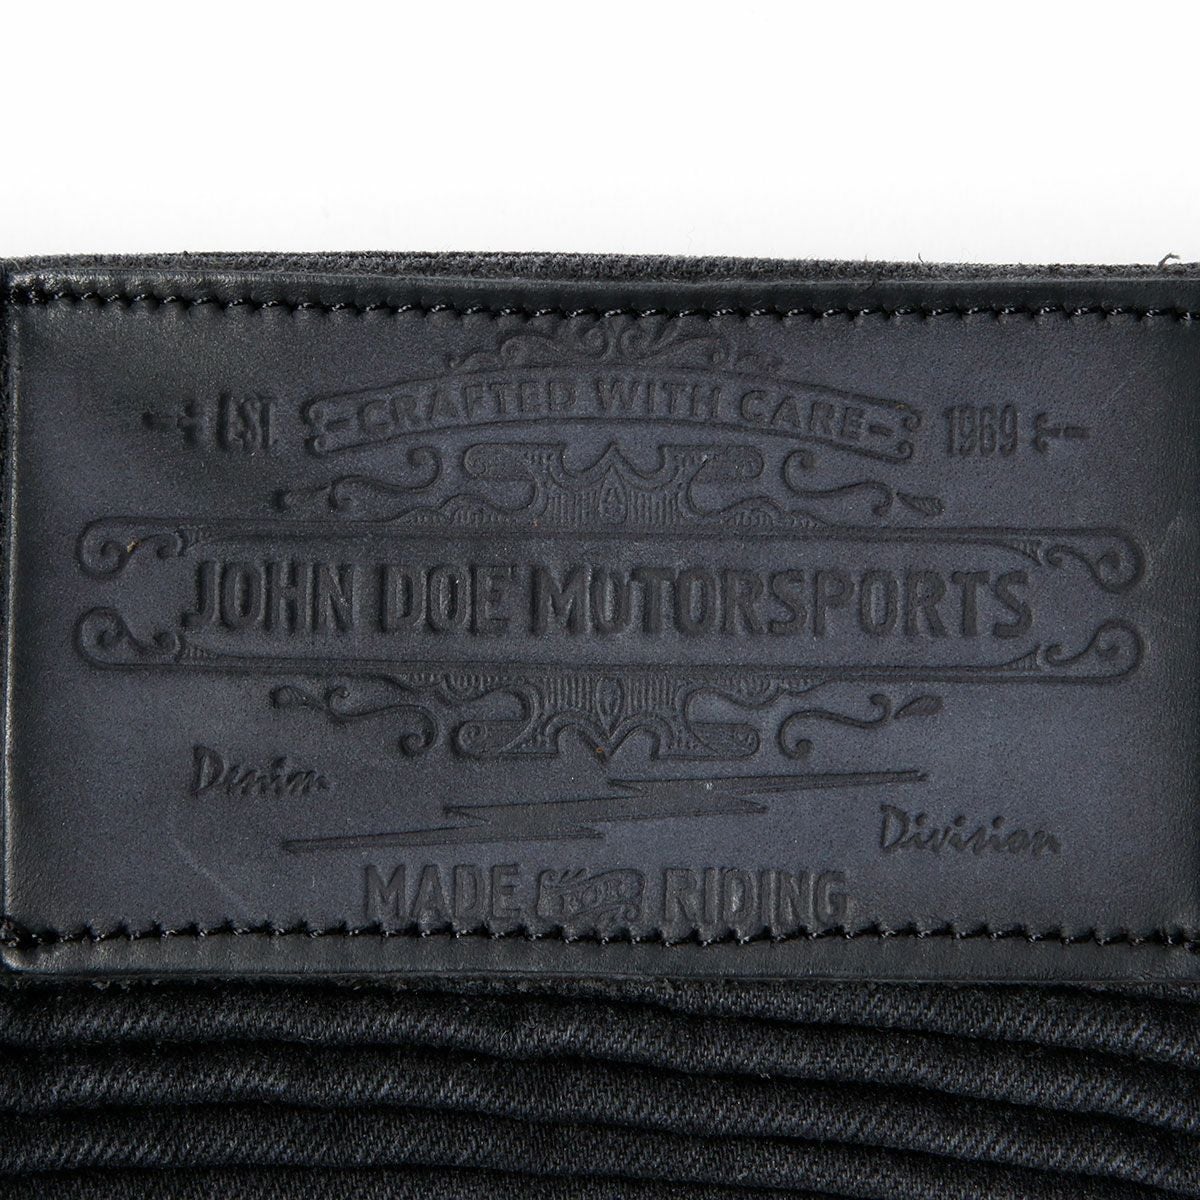 CRAFTED WITH CARE
EST. 1969
JOHN DOE MOTORSPORTS
Denim
Division
MADE FOR RIDING